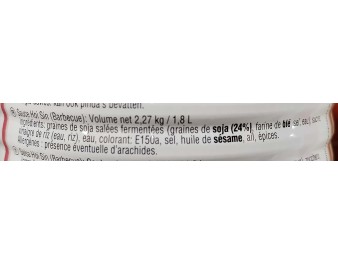 kan ook pinda's bevatten.
Sauce Hoi Sin (Barbecue): Volume net 2,27 kg / 1,8 L
Ingrédients: graines de soja salées fermentées (graines de soja (24%), farine de blé, sel, eau), sucre,
vinaigre de riz (eau, riz), eau, colorant: E150a, sel, huile de sésame, ail, épices.
Allergènes : présence éventuelle d'arachides.